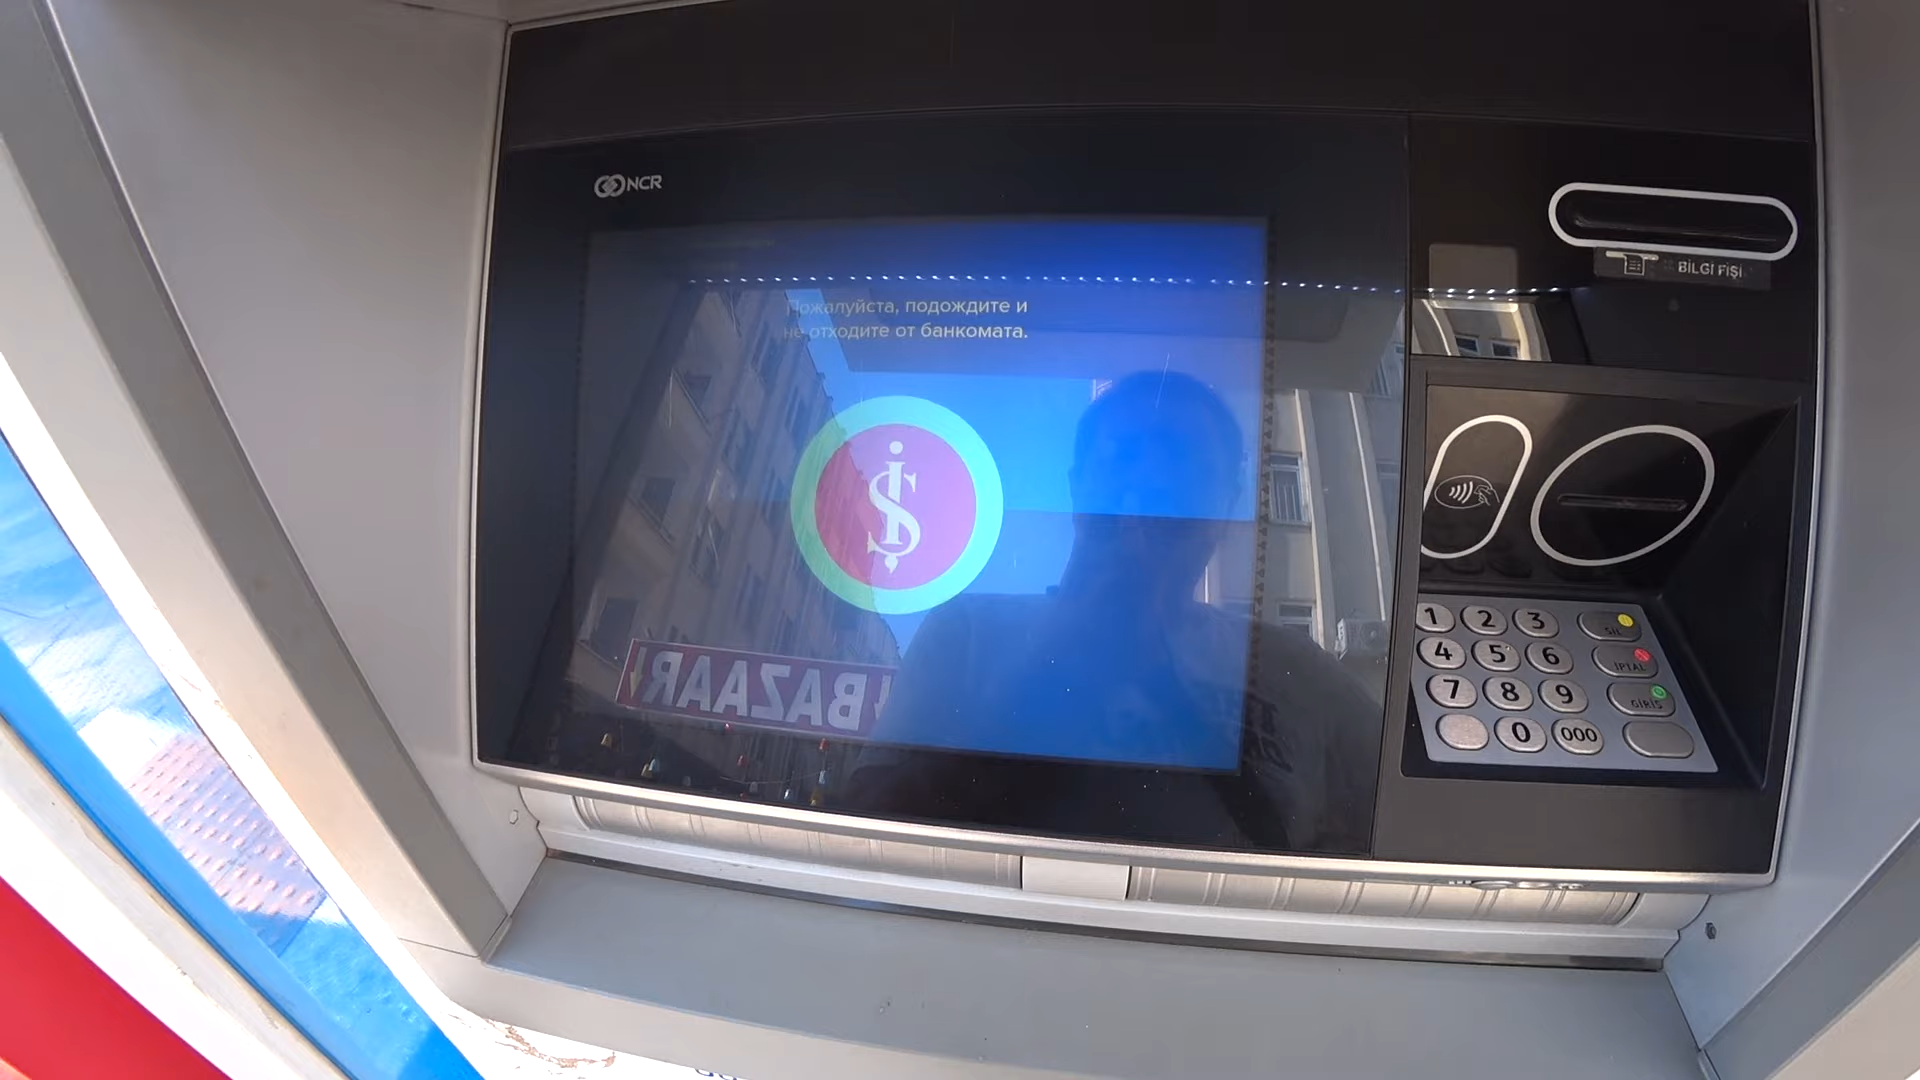 NCR
Пожалуйста, подождите и
не отходите от банкомата.
İŞ
BAZAAR!
BİLGİ FİŞİ
1 2 3 SİL
4 5 6 İPTAL
7 8 9 GİRİŞ
0 000